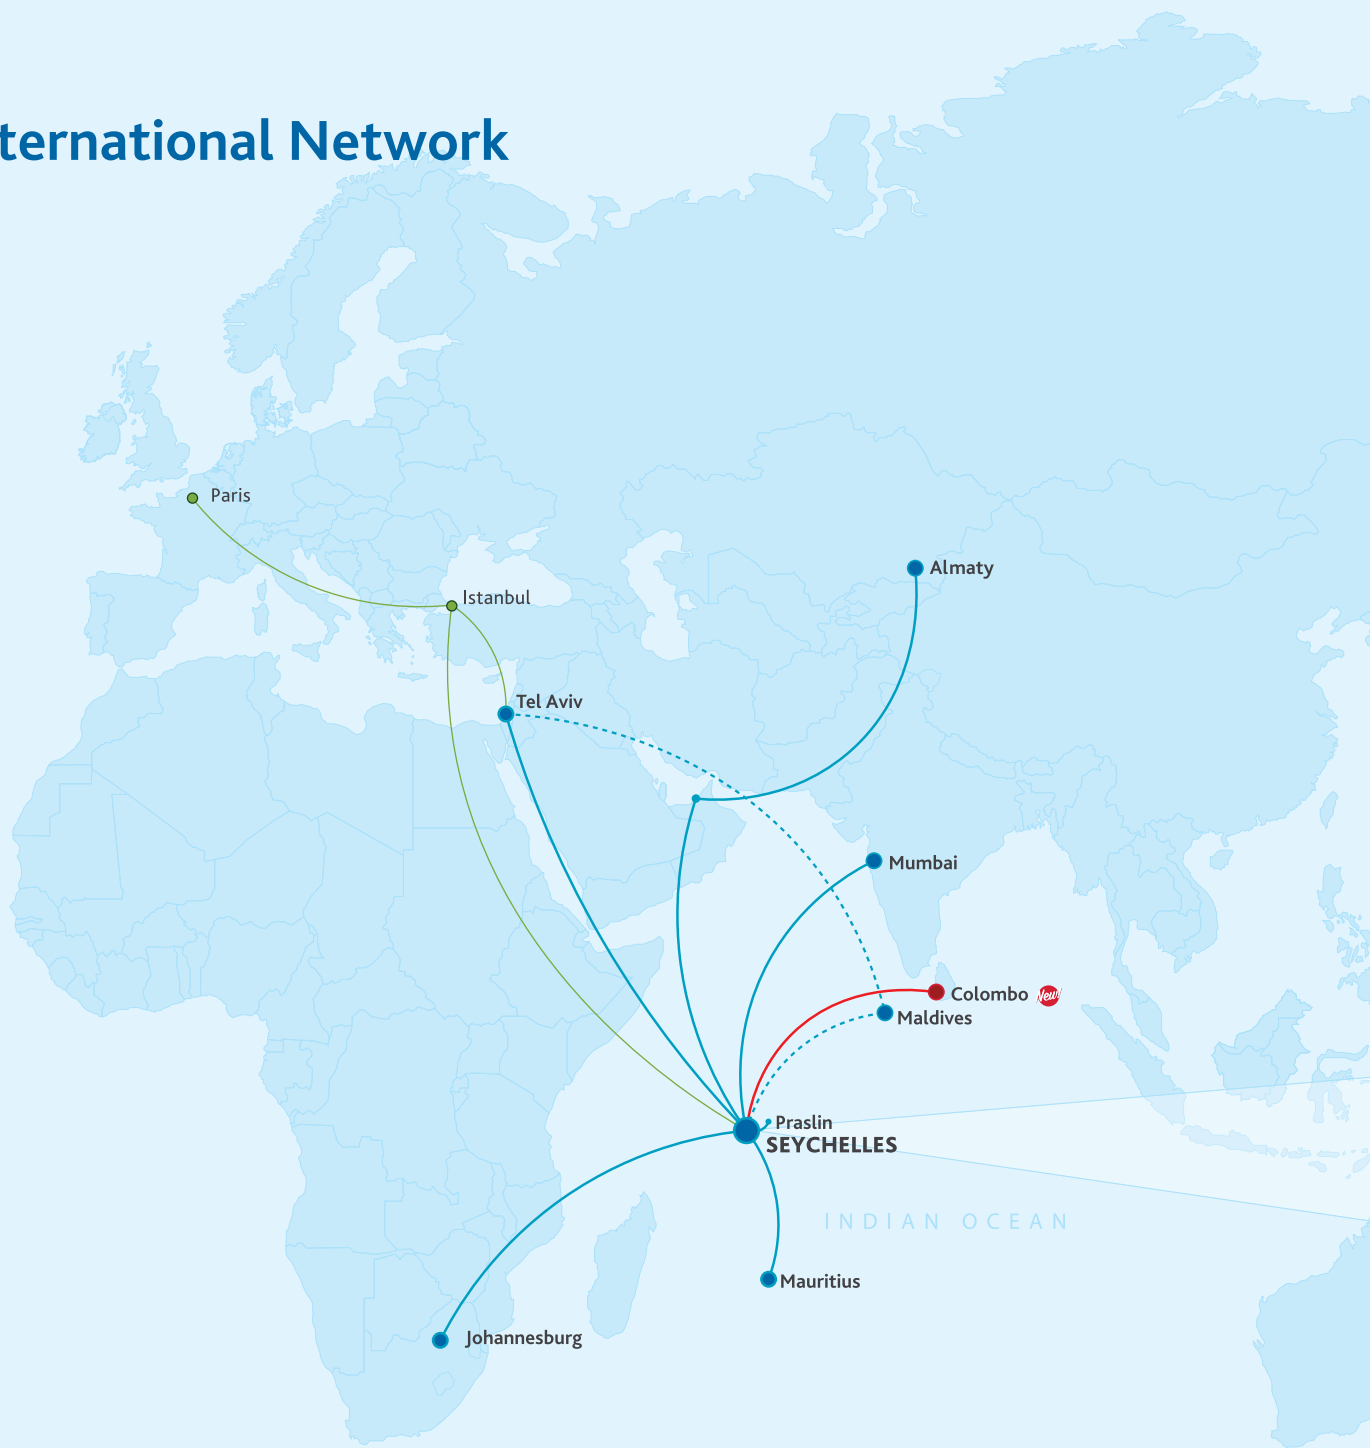 ternational Network
Paris
Almaty
Istanbul
Tel Aviv
Mumbai
Colombo New!
Maldives
Praslin
SEYCHELLES
INDIAN OCEAN
Mauritius
Johannesburg